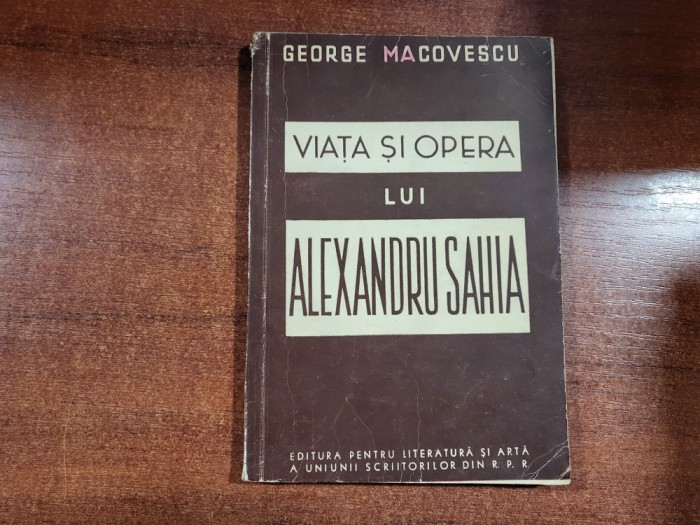 GEORGE MACOVESCU
VIAȚA ȘI OPERA
LUI
ALEXANDRU SAHIA
EDITURA PENTRU LITERATURĂ ȘI ARTĂ
A UNIUNII SCRIITORILOR DIN R. P. R.